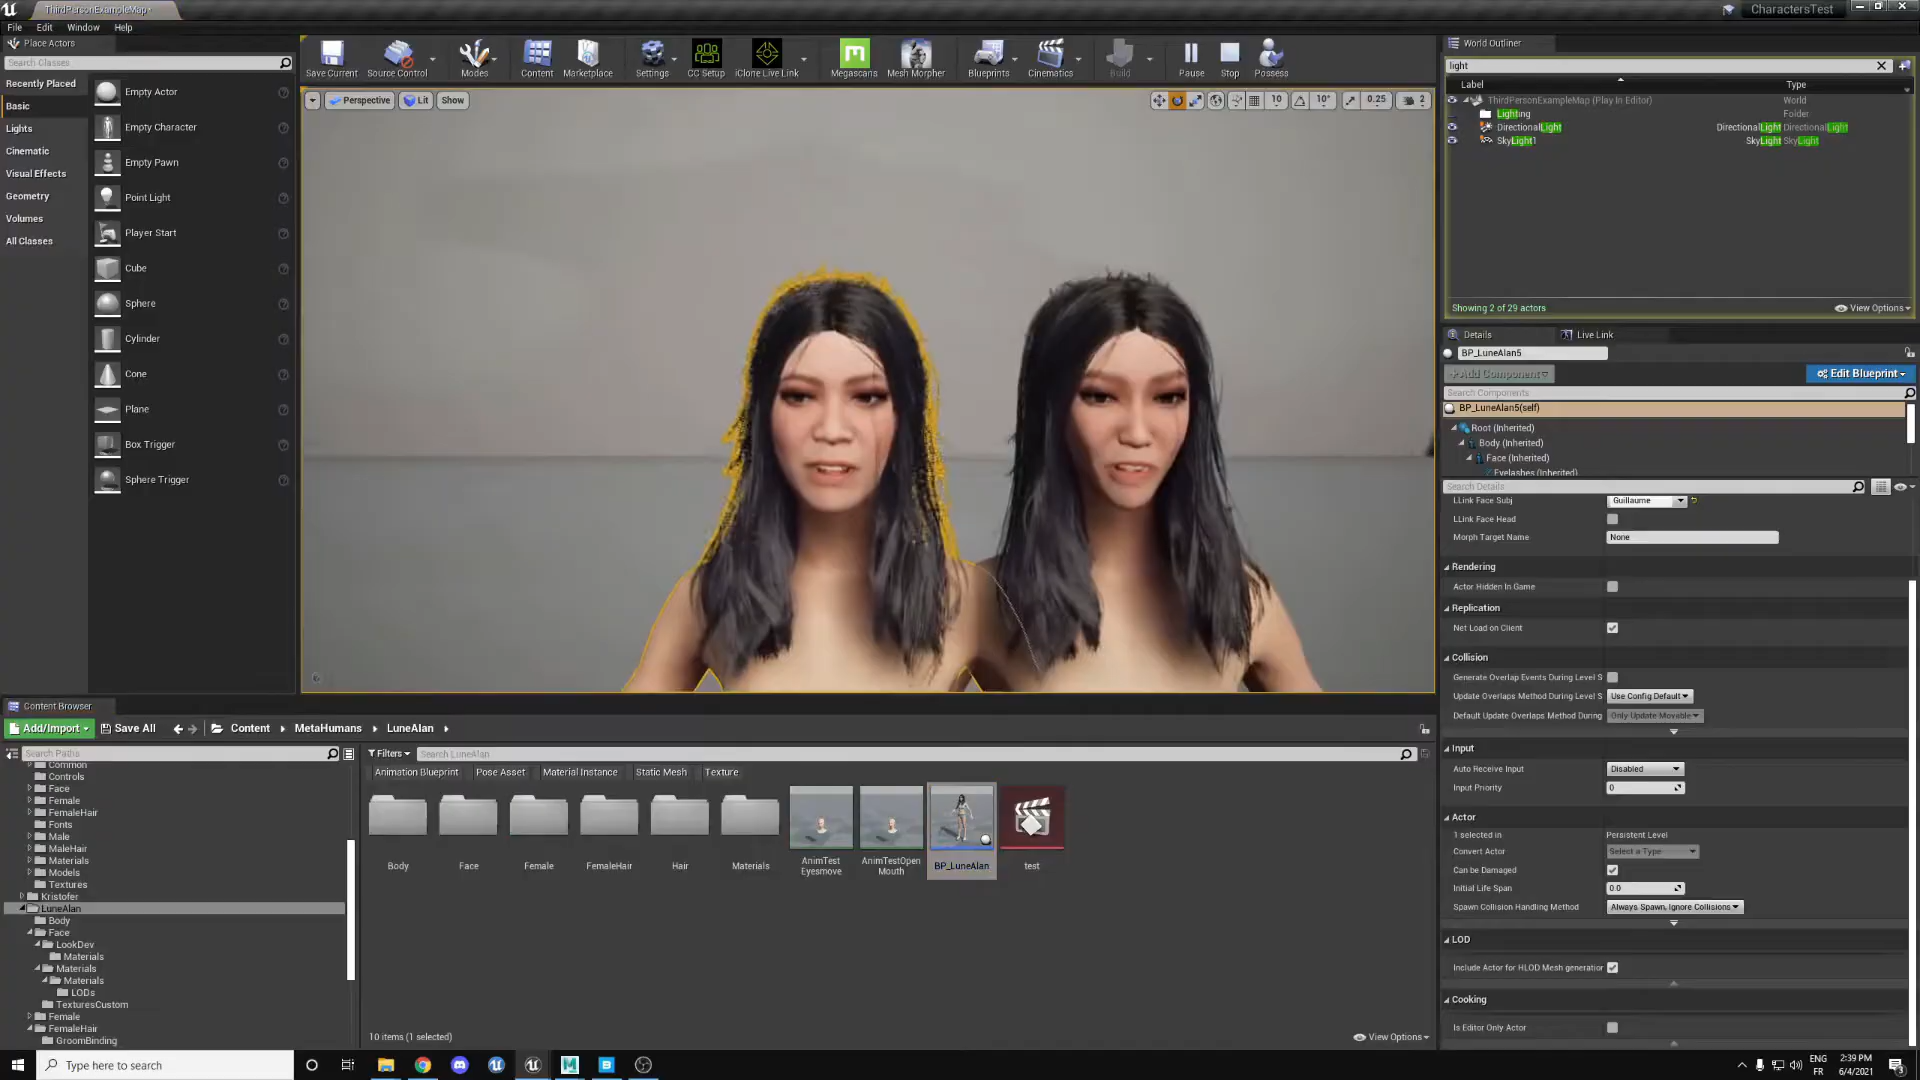 ThirdPersonExampleMap*
CharactersTest
File Edit Window Help
Place Actors
Search Classes
Recently Placed
Basic
Lights
Cinematic
Visual Effects
Geometry
Volumes
All Classes
Empty Actor
Empty Character
Empty Pawn
Point Light
Player Start
Cube
Sphere
Cylinder
Cone
Plane
Box Trigger
Sphere Trigger
Save Current Source Control Modes Content Marketplace Settings CC Setup iClone Live Link Megascans Mesh Morpher Blueprints Cinematics Build Pause Stop Possess
Perspective Lit Show
10 10° 0.25 2
World Outliner
light
Label Type
ThirdPersonExampleMap (Play In Editor) World
Lighting Folder
DirectionalLight DirectionalLight DirectionalLight
SkyLight1 SkyLight SkyLight
Showing 2 of 29 actors View Options
Details Live Link
BP_LuneAlan5
+Add Component Edit Blueprint
Search Components
BP_LuneAlan5(self)
Root (Inherited)
Body (Inherited)
Face (Inherited)
Eyelashes (Inherited)
Search Details
LLink Face Subj Guillaume
LLink Face Head
Morph Target Name None
Rendering
Actor Hidden In Game
Replication
Net Load on Client
Collision
Generate Overlap Events During Level S
Update Overlaps Method During Level S Use Config Default
Default Update Overlaps Method During Only Update Movable
Input
Auto Receive Input Disabled
Input Priority 0
Actor
1 selected in Persistent Level
Convert Actor Select a Type
Can be Damaged
Initial Life Span 0.0
Spawn Collision Handling Method Always Spawn, Ignore Collisions
LOD
Include Actor for HLOD Mesh generation
Cooking
Is Editor Only Actor
Content Browser
Add/Import Save All Content MetaHumans LuneAlan
Search Paths
Filters Search LuneAlan
Animation Blueprint Pose Asset Material Instance Static Mesh Texture
Common
Controls
Face
Female
FemaleHair
Fonts
Male
MaleHair
Materials
Models
Textures
Kristofer
LuneAlan
Body
Face
LookDev
Materials
Materials
Materials
LODs
TexturesCustom
Female
FemaleHair
GroomBinding
Body Face Female FemaleHair Hair Materials AnimTest Eyesmove AnimTestOpen Mouth BP_LuneAlan test
10 items (1 selected) View Options
Type here to search
ENG
FR
2:39 PM
6/4/2021
3